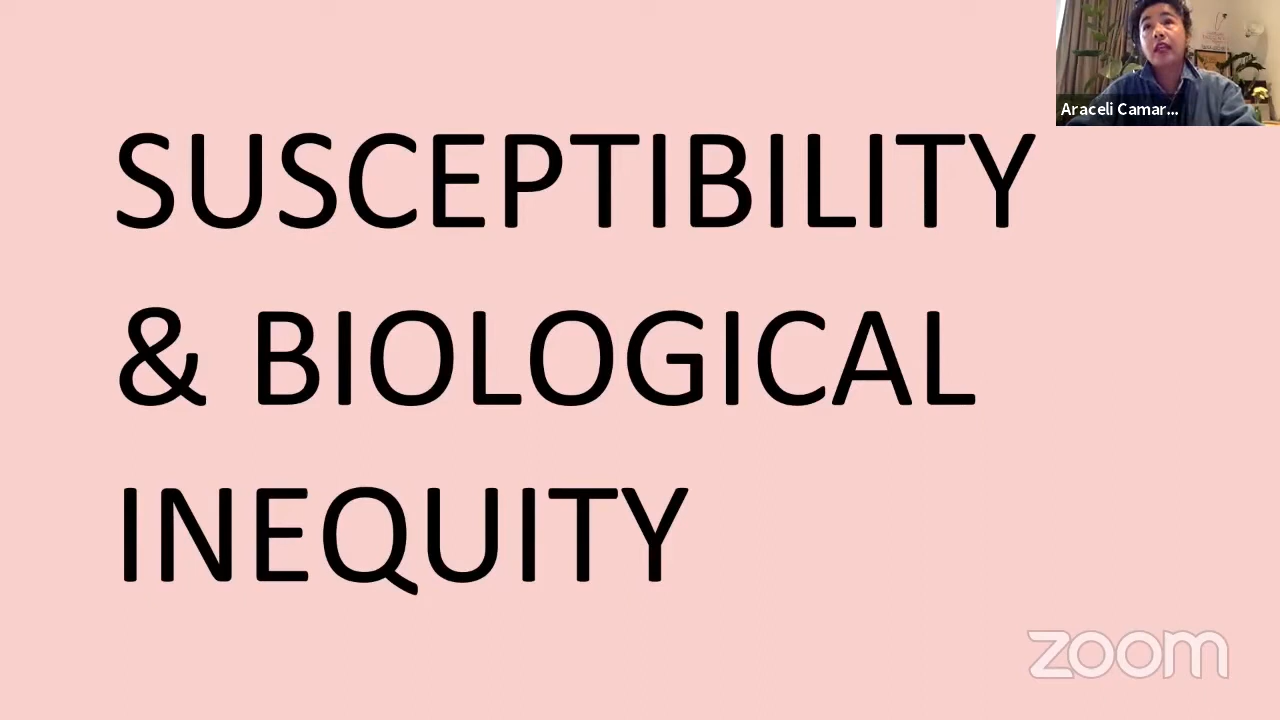 Araceli Camar...
SUSCEPTIBILITY
& BIOLOGICAL
INEQUITY
zoom